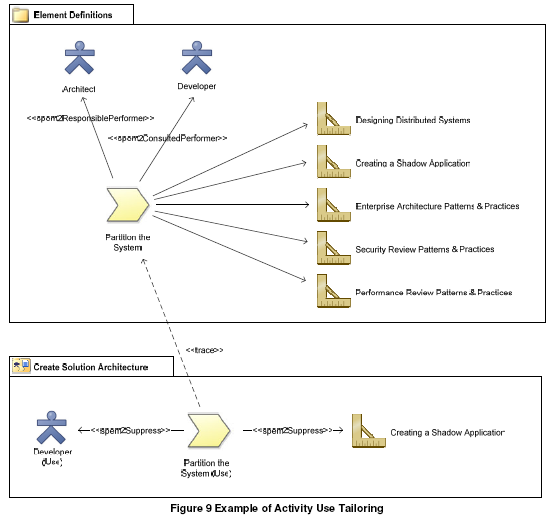 Element Definitions
Architect
Developer
<<spem2ResponsiblePerformer>>
<<spem2ConsultedPerformer>>
Designing Distributed Systems
Creating a Shadow Application
Enterprise Architecture Patterns & Practices
Partition the
System
Security Review Patterns & Practices
Performance Review Patterns & Practices
<<trace>>
Create Solution Architecture
<<spem2Suppress>>
<<spem2Suppress>>
Creating a Shadow Application
Developer
(Use)
Partition the
System (Use)
Figure 9 Example of Activity Use Tailoring